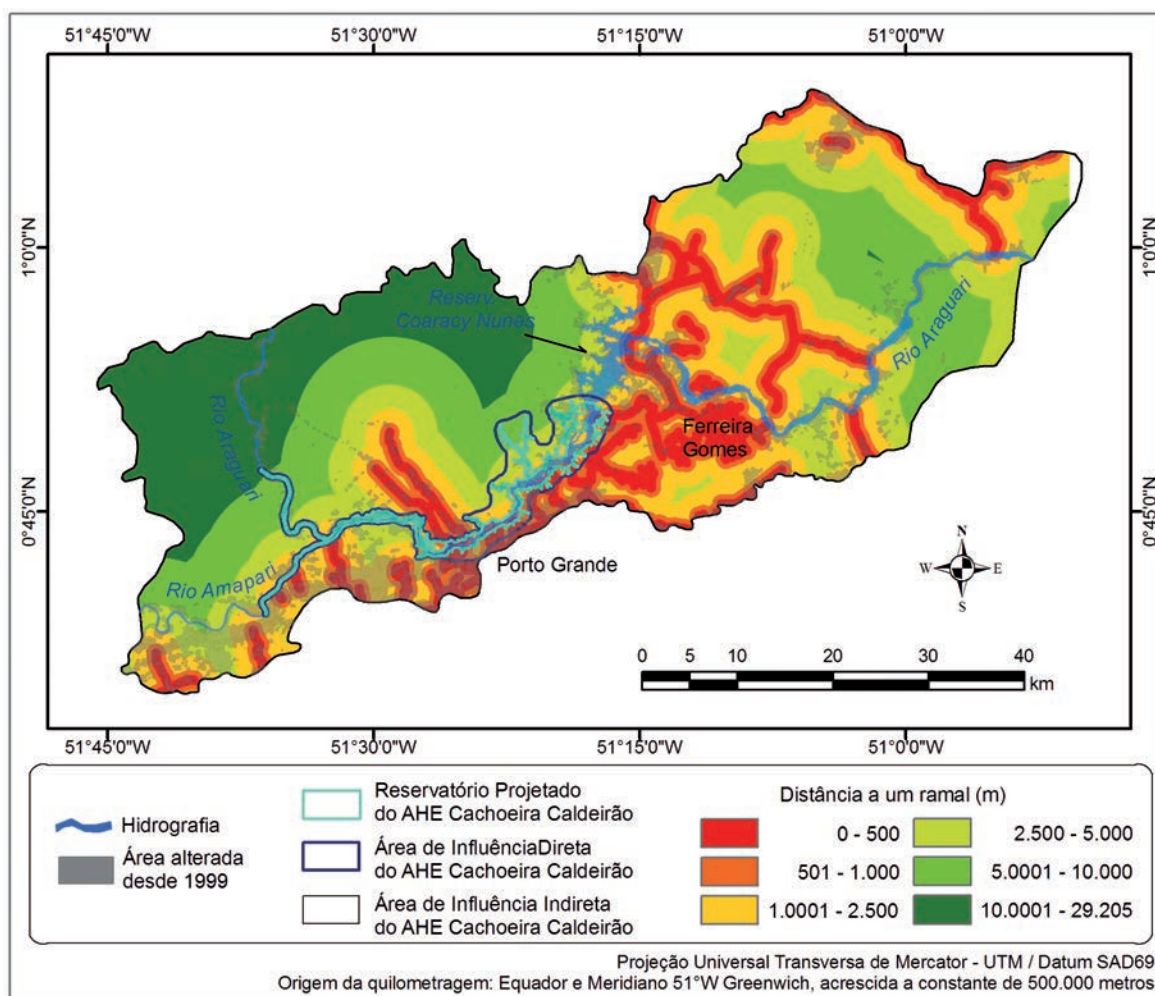 51°45'0"W 51°30'0"W 51°15'0"W 51°0'0"W
1°0'0"N 1°0'0"N
Reserv.
Coaracy Nunes
Rio Araguari
Rio Araguari
Ferreira
Gomes
0°45'0"N 0°45'0"N
Porto Grande
Rio Amapari
N
W E
S
0 5 10 20 30 40
km
51°45'0"W 51°30'0"W 51°15'0"W 51°0'0"W
Hidrografia
Área alterada
desde 1999
Reservatório Projetado
do AHE Cachoeira Caldeirão
Área de InfluênciaDireta
do AHE Cachoeira Caldeirão
Área de Influência Indireta
do AHE Cachoeira Caldeirão
Distância a um ramal (m)
0 - 500 2.500 - 5.000
501 - 1.000 5.0001 - 10.000
1.0001 - 2.500 10.0001 - 29.205
Projeção Universal Transversa de Mercator - UTM / Datum SAD69
Origem da quilometragem: Equador e Meridiano 51°W Greenwich, acrescida a constante de 500.000 metros